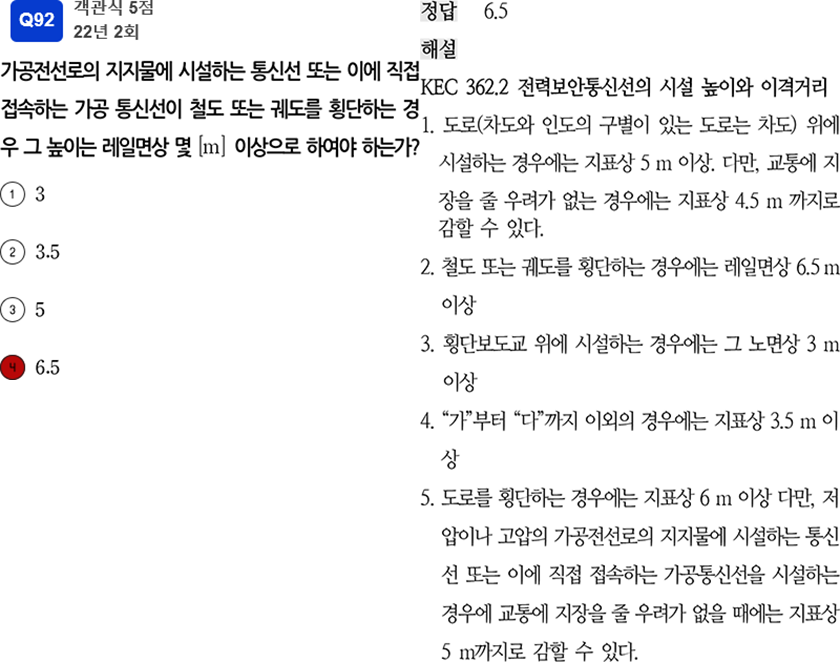 Q92
객관식 5점
22년 2회
가공전선로의 지지물에 시설하는 통신선 또는 이에 직접
접속하는 가공 통신선이 철도 또는 궤도를 횡단하는 경
우 그 높이는 레일면상 몇 [m] 이상으로 하여야 하는가?
1 3
2 3.5
3 5
4 6.5
정답 6.5
해설
KEC 362.2 전력보안통신선의 시설 높이와 이격거리
1. 도로(차도와 인도의 구별이 있는 도로는 차도) 위에
시설하는 경우에는 지표상 5 m 이상. 다만, 교통에 지
장을 줄 우려가 없는 경우에는 지표상 4.5 m 까지로
감할 수 있다.
2. 철도 또는 궤도를 횡단하는 경우에는 레일면상 6.5 m
이상
3. 횡단보도교 위에 시설하는 경우에는 그 노면상 3 m
이상
4. “가”부터 “다”까지 이외의 경우에는 지표상 3.5 m 이
상
5. 도로를 횡단하는 경우에는 지표상 6 m 이상 다만, 저
압이나 고압의 가공전선로의 지지물에 시설하는 통신
선 또는 이에 직접 접속하는 가공통신선을 시설하는
경우에 교통에 지장을 줄 우려가 없을 때에는 지표상
5 m까지로 감할 수 있다.